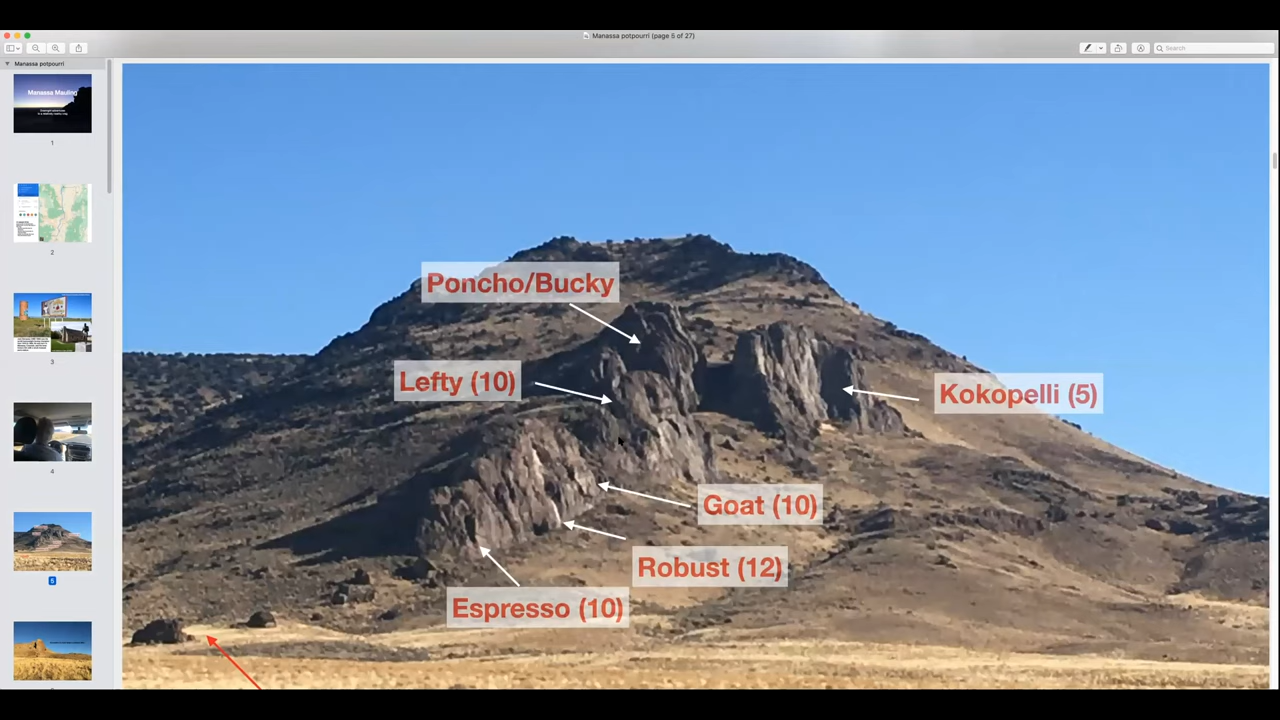 Manassa potpourri (page 5 of 27)
Search
Manassa potpourri
Manassa Mauling
1
2
3
4
5
Poncho/Bucky
Lefty (10)
Kokopelli (5)
Goat (10)
Robust (12)
Espresso (10)